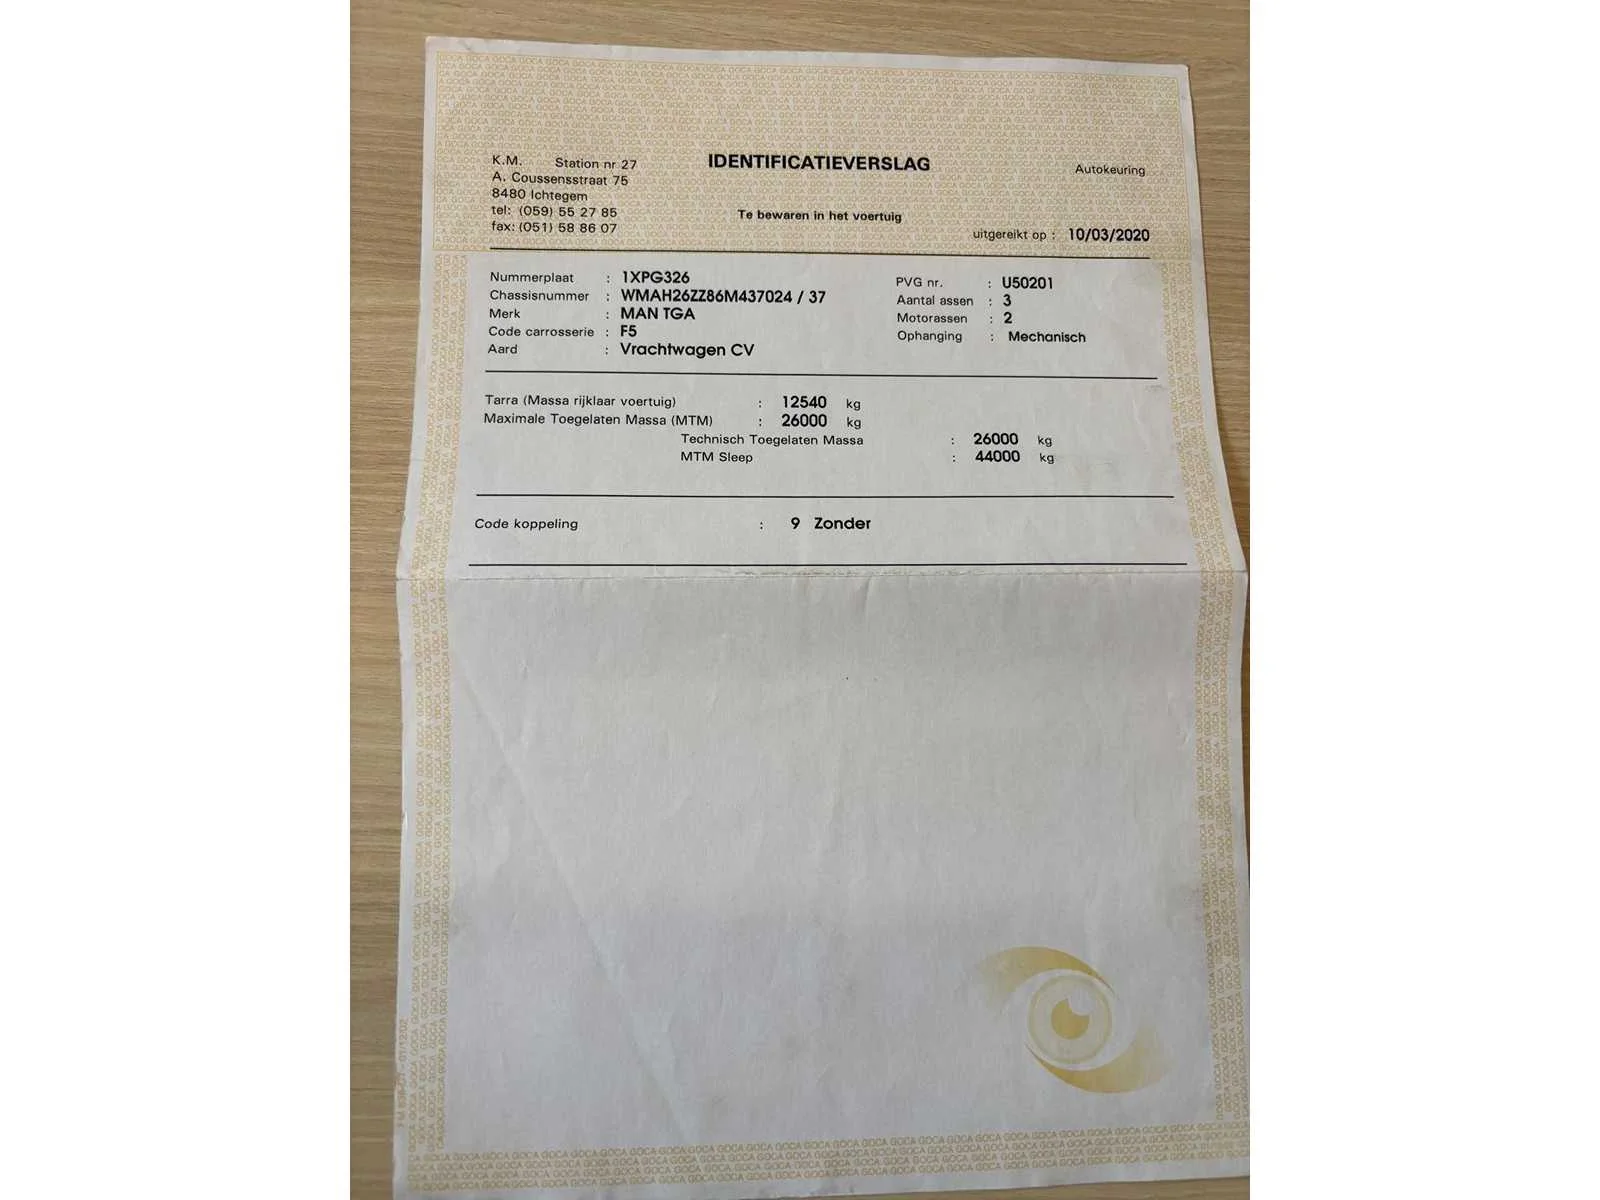 K.M. Station nr 27
A. Coussensstraat 75
8480 Ichtegem
tel: (059) 55 27 85
fax: (051) 58 86 07
IDENTIFICATIEVERSLAG
Te bewaren in het voertuig
Autokeuring
uitgereikt op : 10/03/2020
Nummerplaat : 1XPG326
Chassisnummer : WMAH26ZZ86M437024 / 37
Merk : MAN TGA
Code carrosserie : F5
Aard : Vrachtwagen CV
PVG nr. : U50201
Aantal assen : 3
Motorassen : 2
Ophanging : Mechanisch
Tarra (Massa rijklaar voertuig) : 12540 kg
Maximale Toegelaten Massa (MTM) : 26000 kg
Technisch Toegelaten Massa : 26000 kg
MTM Sleep : 44000 kg
Code koppeling : 9 Zonder